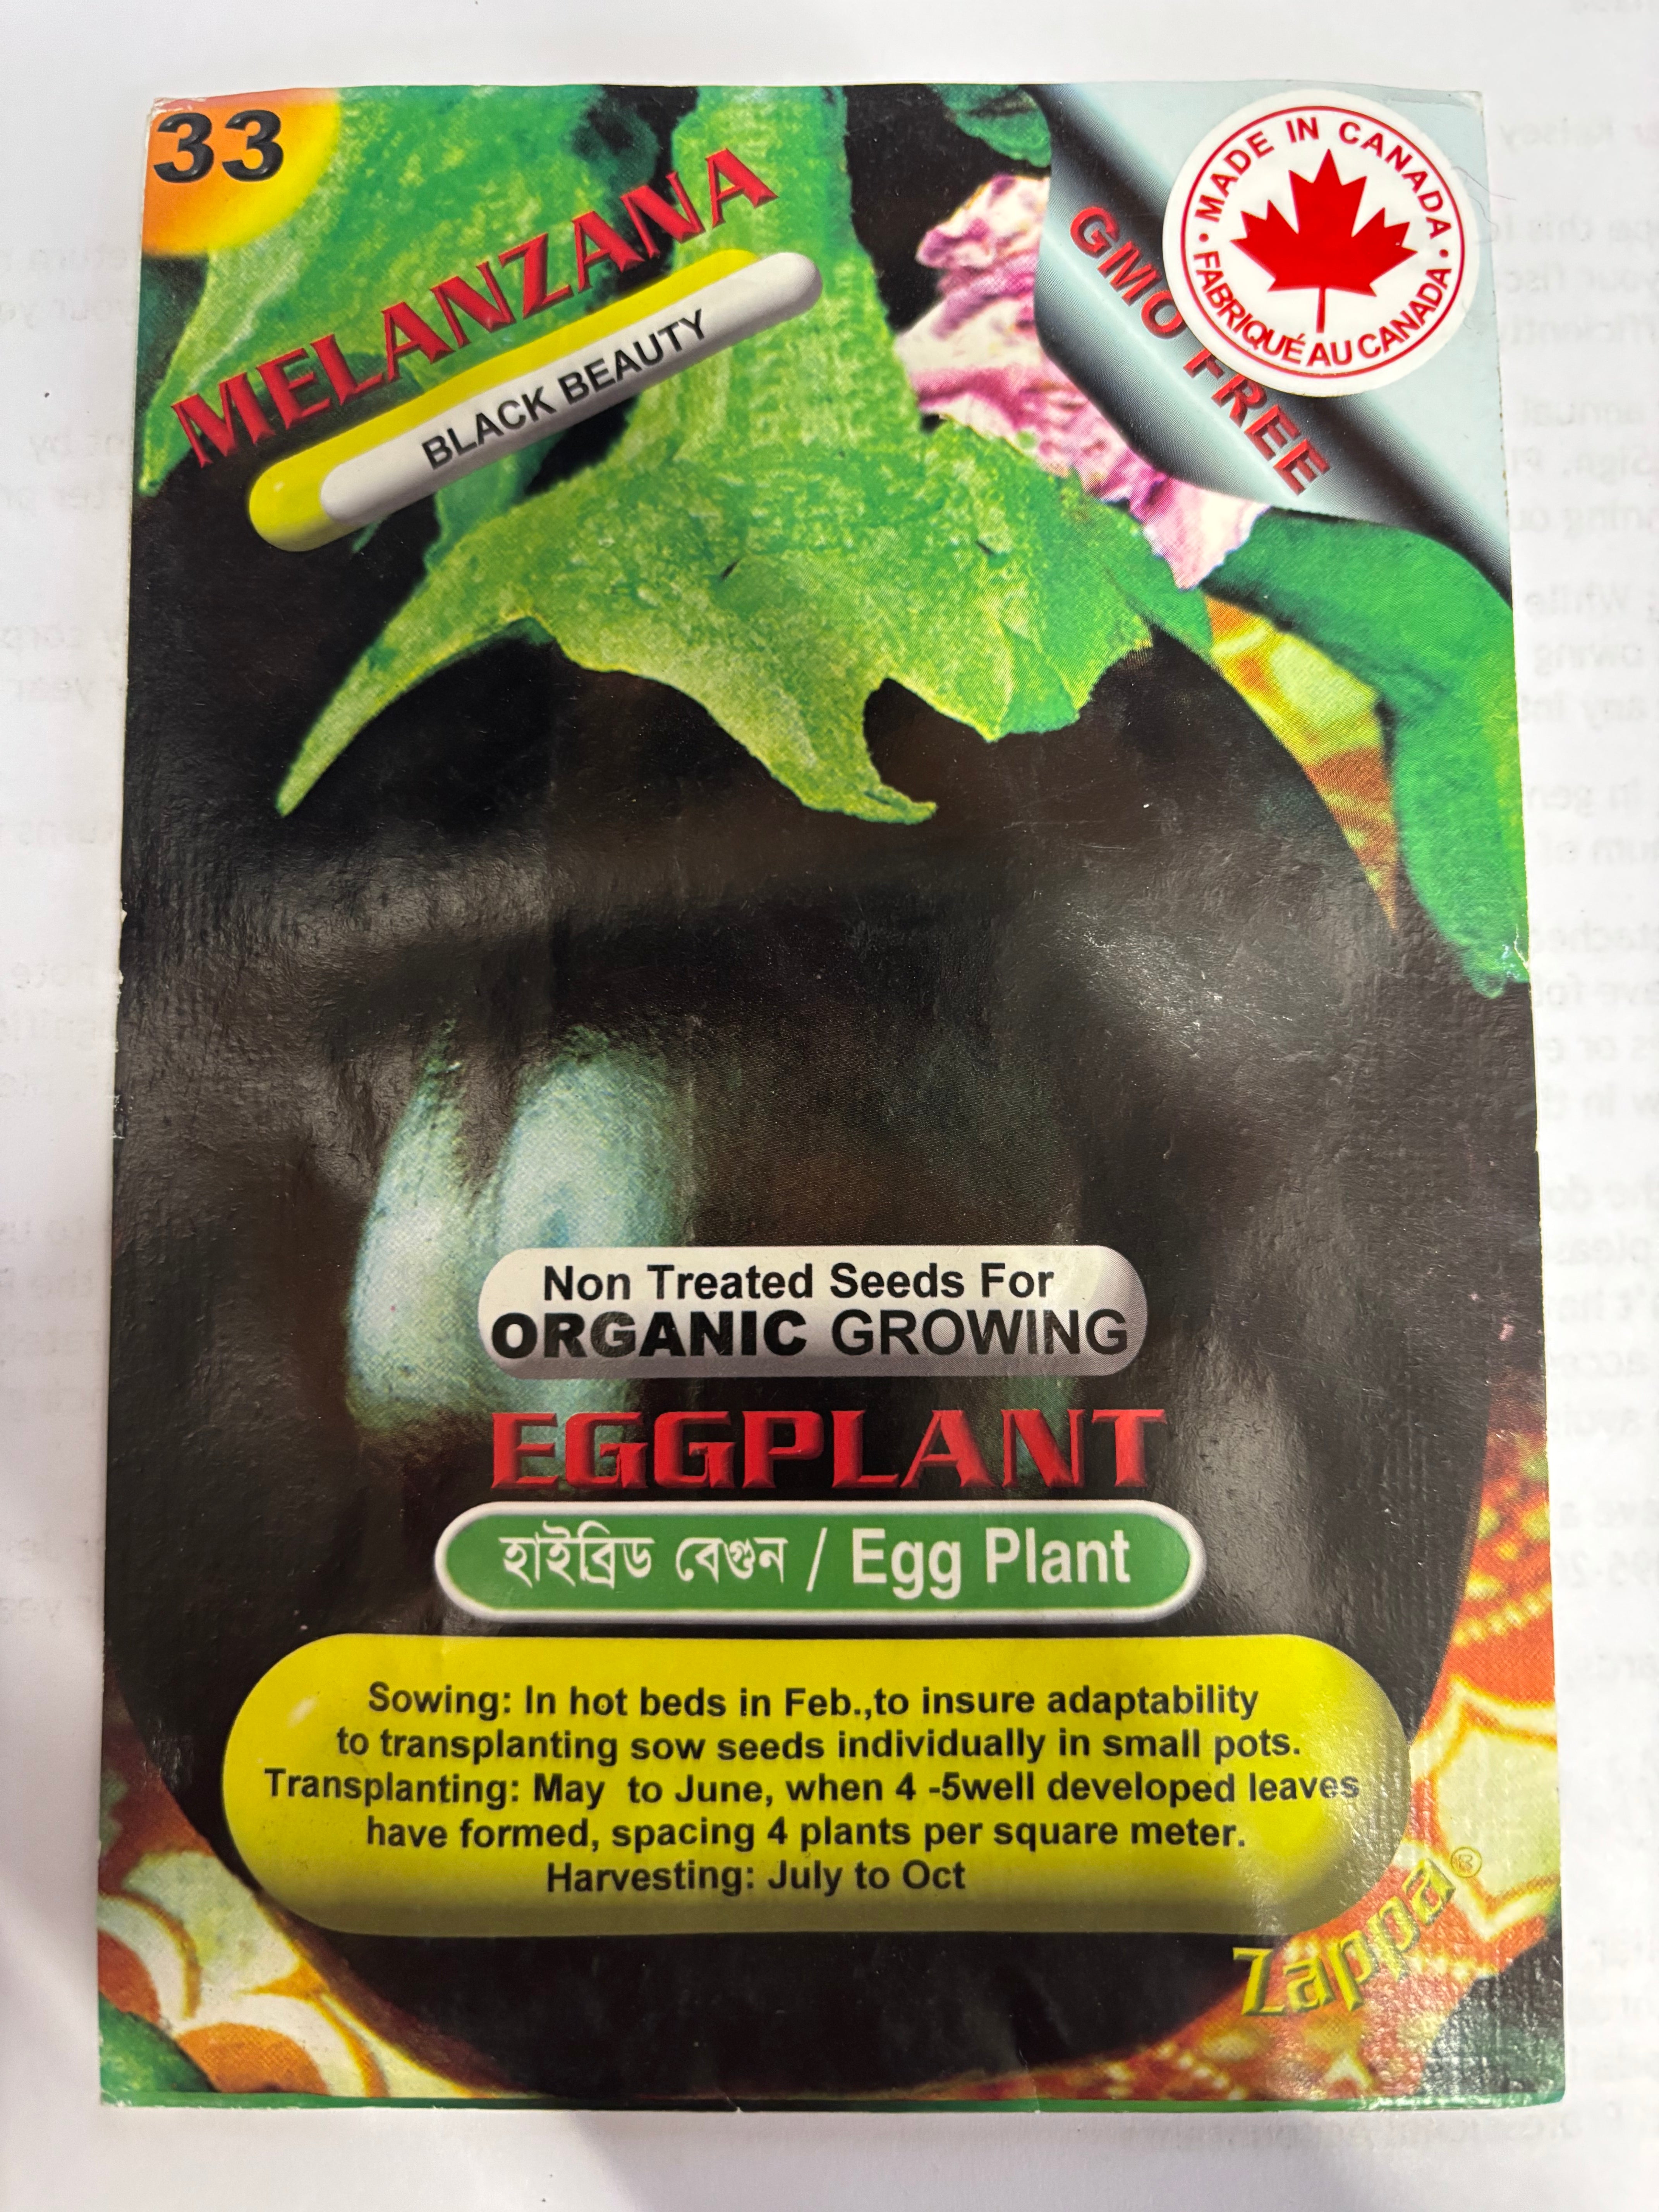 33
MELANZANA
BLACK BEAUTY
GMO FREE
MADE IN CANADA
FABRIQUÉ AU CANADA
Non Treated Seeds For
ORGANIC GROWING
EGGPLANT
হাইব্রিড বেগুন / Egg Plant
Sowing: In hot beds in Feb.,to insure adaptability
to transplanting sow seeds individually in small pots.
Transplanting: May to June, when 4 -5well developed leaves
have formed, spacing 4 plants per square meter.
Harvesting: July to Oct
Zappa®